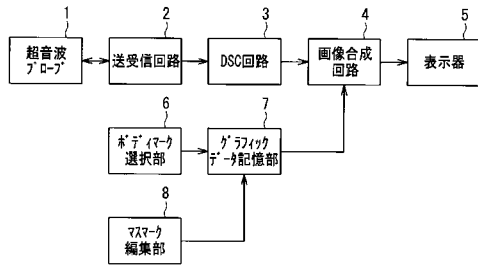 1
2
3
4
5
超音波
プローブ
送受信回路
DSC回路
画像合成
回路
表示器
6
7
ボディマーク
選択部
グラフィック
データ記憶部
8
マスマーク
編集部